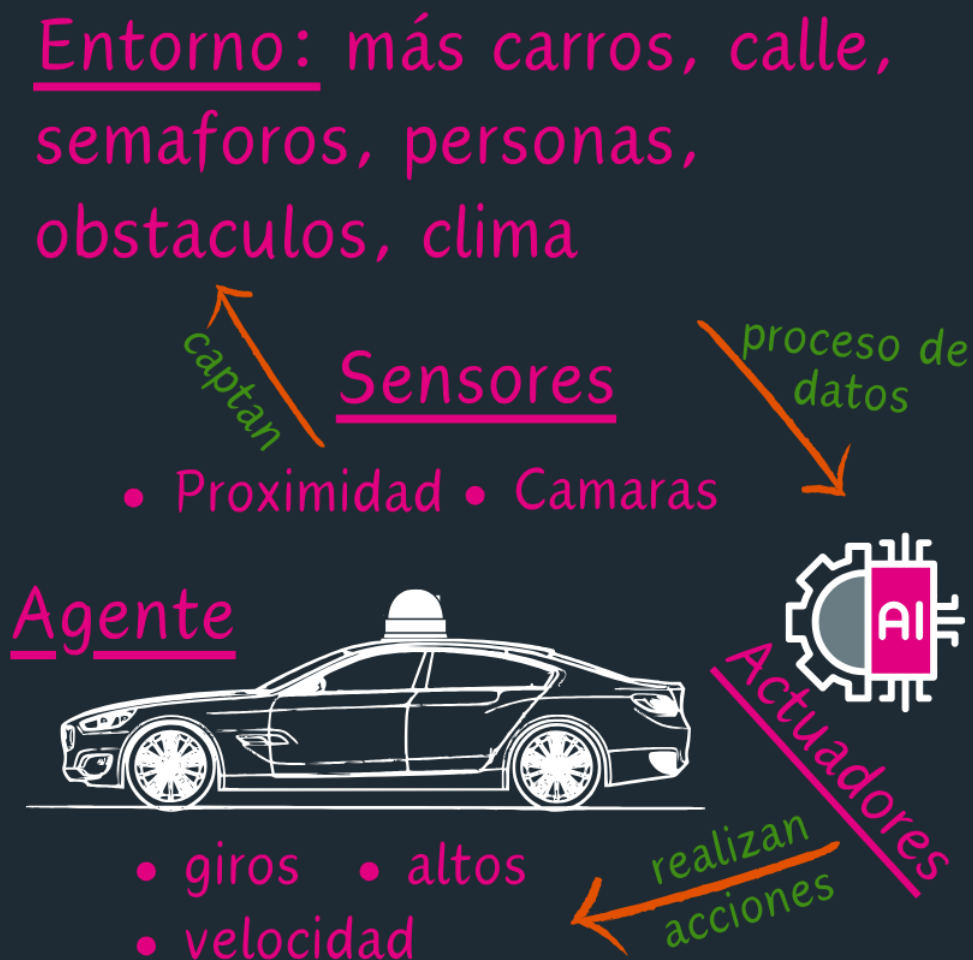 Entorno: más carros, calle,
semaforos, personas,
obstaculos, clima
captan
Sensores
proceso de
datos
• Proximidad • Camaras
AI
Agente
Actuadores
realizan
acciones
• giros • altos
• velocidad